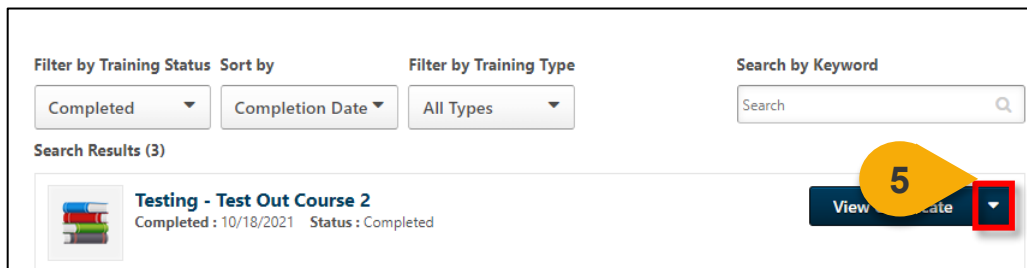 Filter by Training Status Sort by Filter by Training Type Search by Keyword
Completed Completion Date All Types Search
Search Results (3)
Testing - Test Out Course 2
Completed : 10/18/2021 Status : Completed
5
View